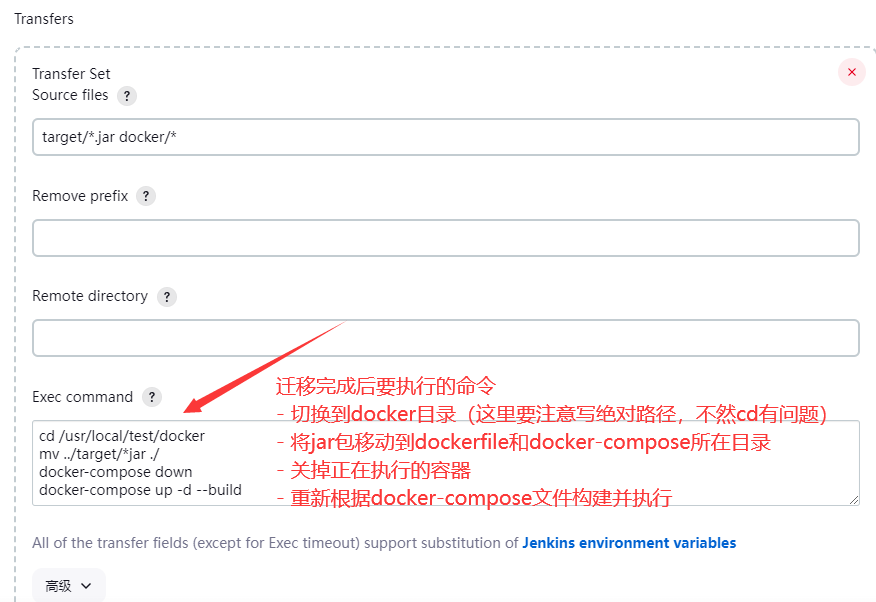 Transfers
Transfer Set
Source files ?
target/*.jar docker/*
Remove prefix ?
Remote directory ?
Exec command ?
cd /usr/local/test/docker
mv ../target/*jar ./
docker-compose down
docker-compose up -d --build
迁移完成后要执行的命令
- 切换到docker目录（这里要注意写绝对路径，不然cd有问题）
- 将jar包移动到dockerfile和docker-compose所在目录
- 关掉正在执行的容器
- 重新根据docker-compose文件构建并执行
All of the transfer fields (except for Exec timeout) support substitution of Jenkins environment variables
高级